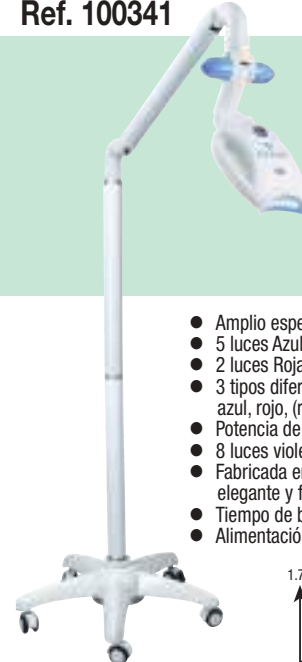 Ref. 100341
● Amplio espe
● 5 luces Azul
● 2 luces Roja
● 3 tipos difer
azul, rojo, (r
● Potencia de
● 8 luces viole
● Fabricada en
elegante y f
● Tiempo de b
● Alimentació
1.7